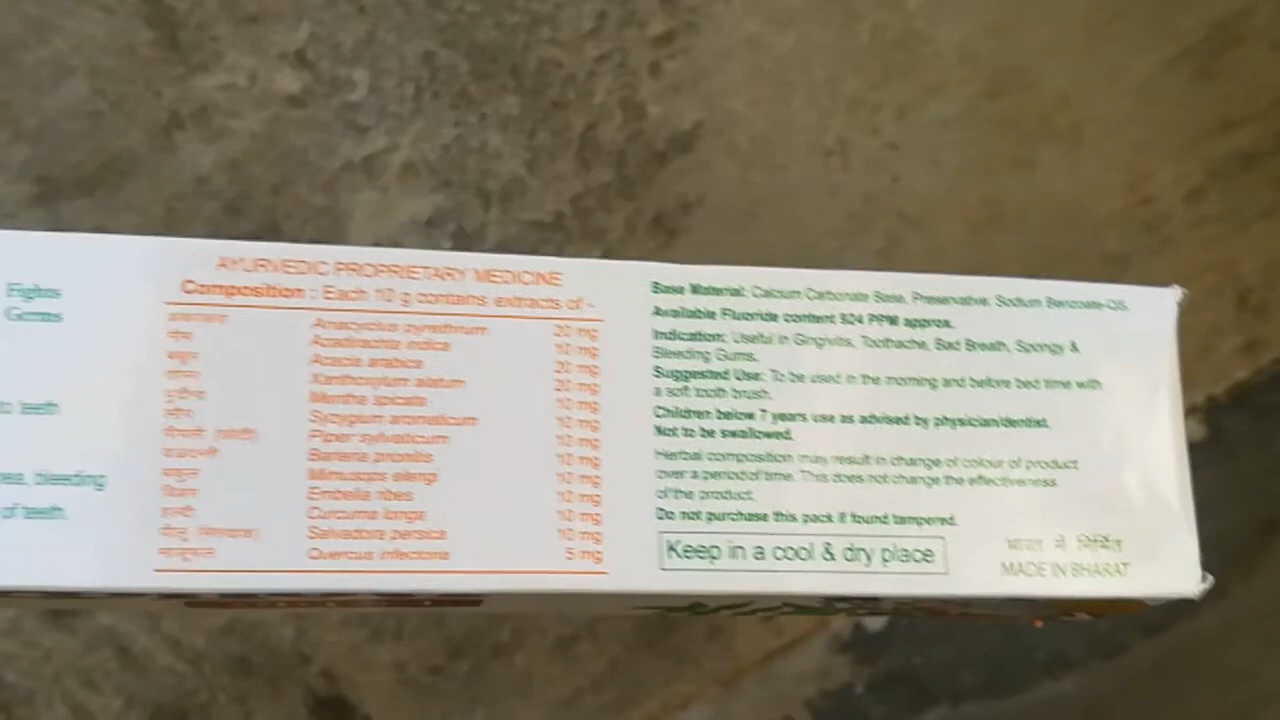 Fights
Germs
to teeth
bleeding
of teeth.
AYURVEDIC PROPRIETARY MEDICINE
Composition : Each 10 g contains extracts of -
Anacyclus pyrethrum 20 mg
Azadirachta indica 10 mg
Acacia arabica 20 mg
Xanthoxylum alatum 20 mg
Mentha spicata 10 mg
Syzygium aromaticum 10 mg
Piper sylvaticum 10 mg
Barleria prionitis 10 mg
Mimusops elengi 10 mg
Embelia ribes 10 mg
Curcuma longa 10 mg
Salvadora persica 10 mg
Quercus infectoria 5 mg
Base Material: Calcium Carbonate Base, Preservative: Sodium Benzoate-QS.
Available Fluoride content 924 PPM approx.
Indication: Useful in Gingivitis, Toothache, Bad Breath, Spongy &
Bleeding Gums.
Suggested Use: To be used in the morning and before bed time with
a soft tooth brush.
Children below 7 years use as advised by physician/dentist.
Not to be swallowed.
Herbal composition may result in change of colour of product
over a period of time. This does not change the effectiveness
of the product.
Do not purchase this pack if found tampered.
Keep in a cool & dry place
भारत में निर्मित
MADE IN BHARAT